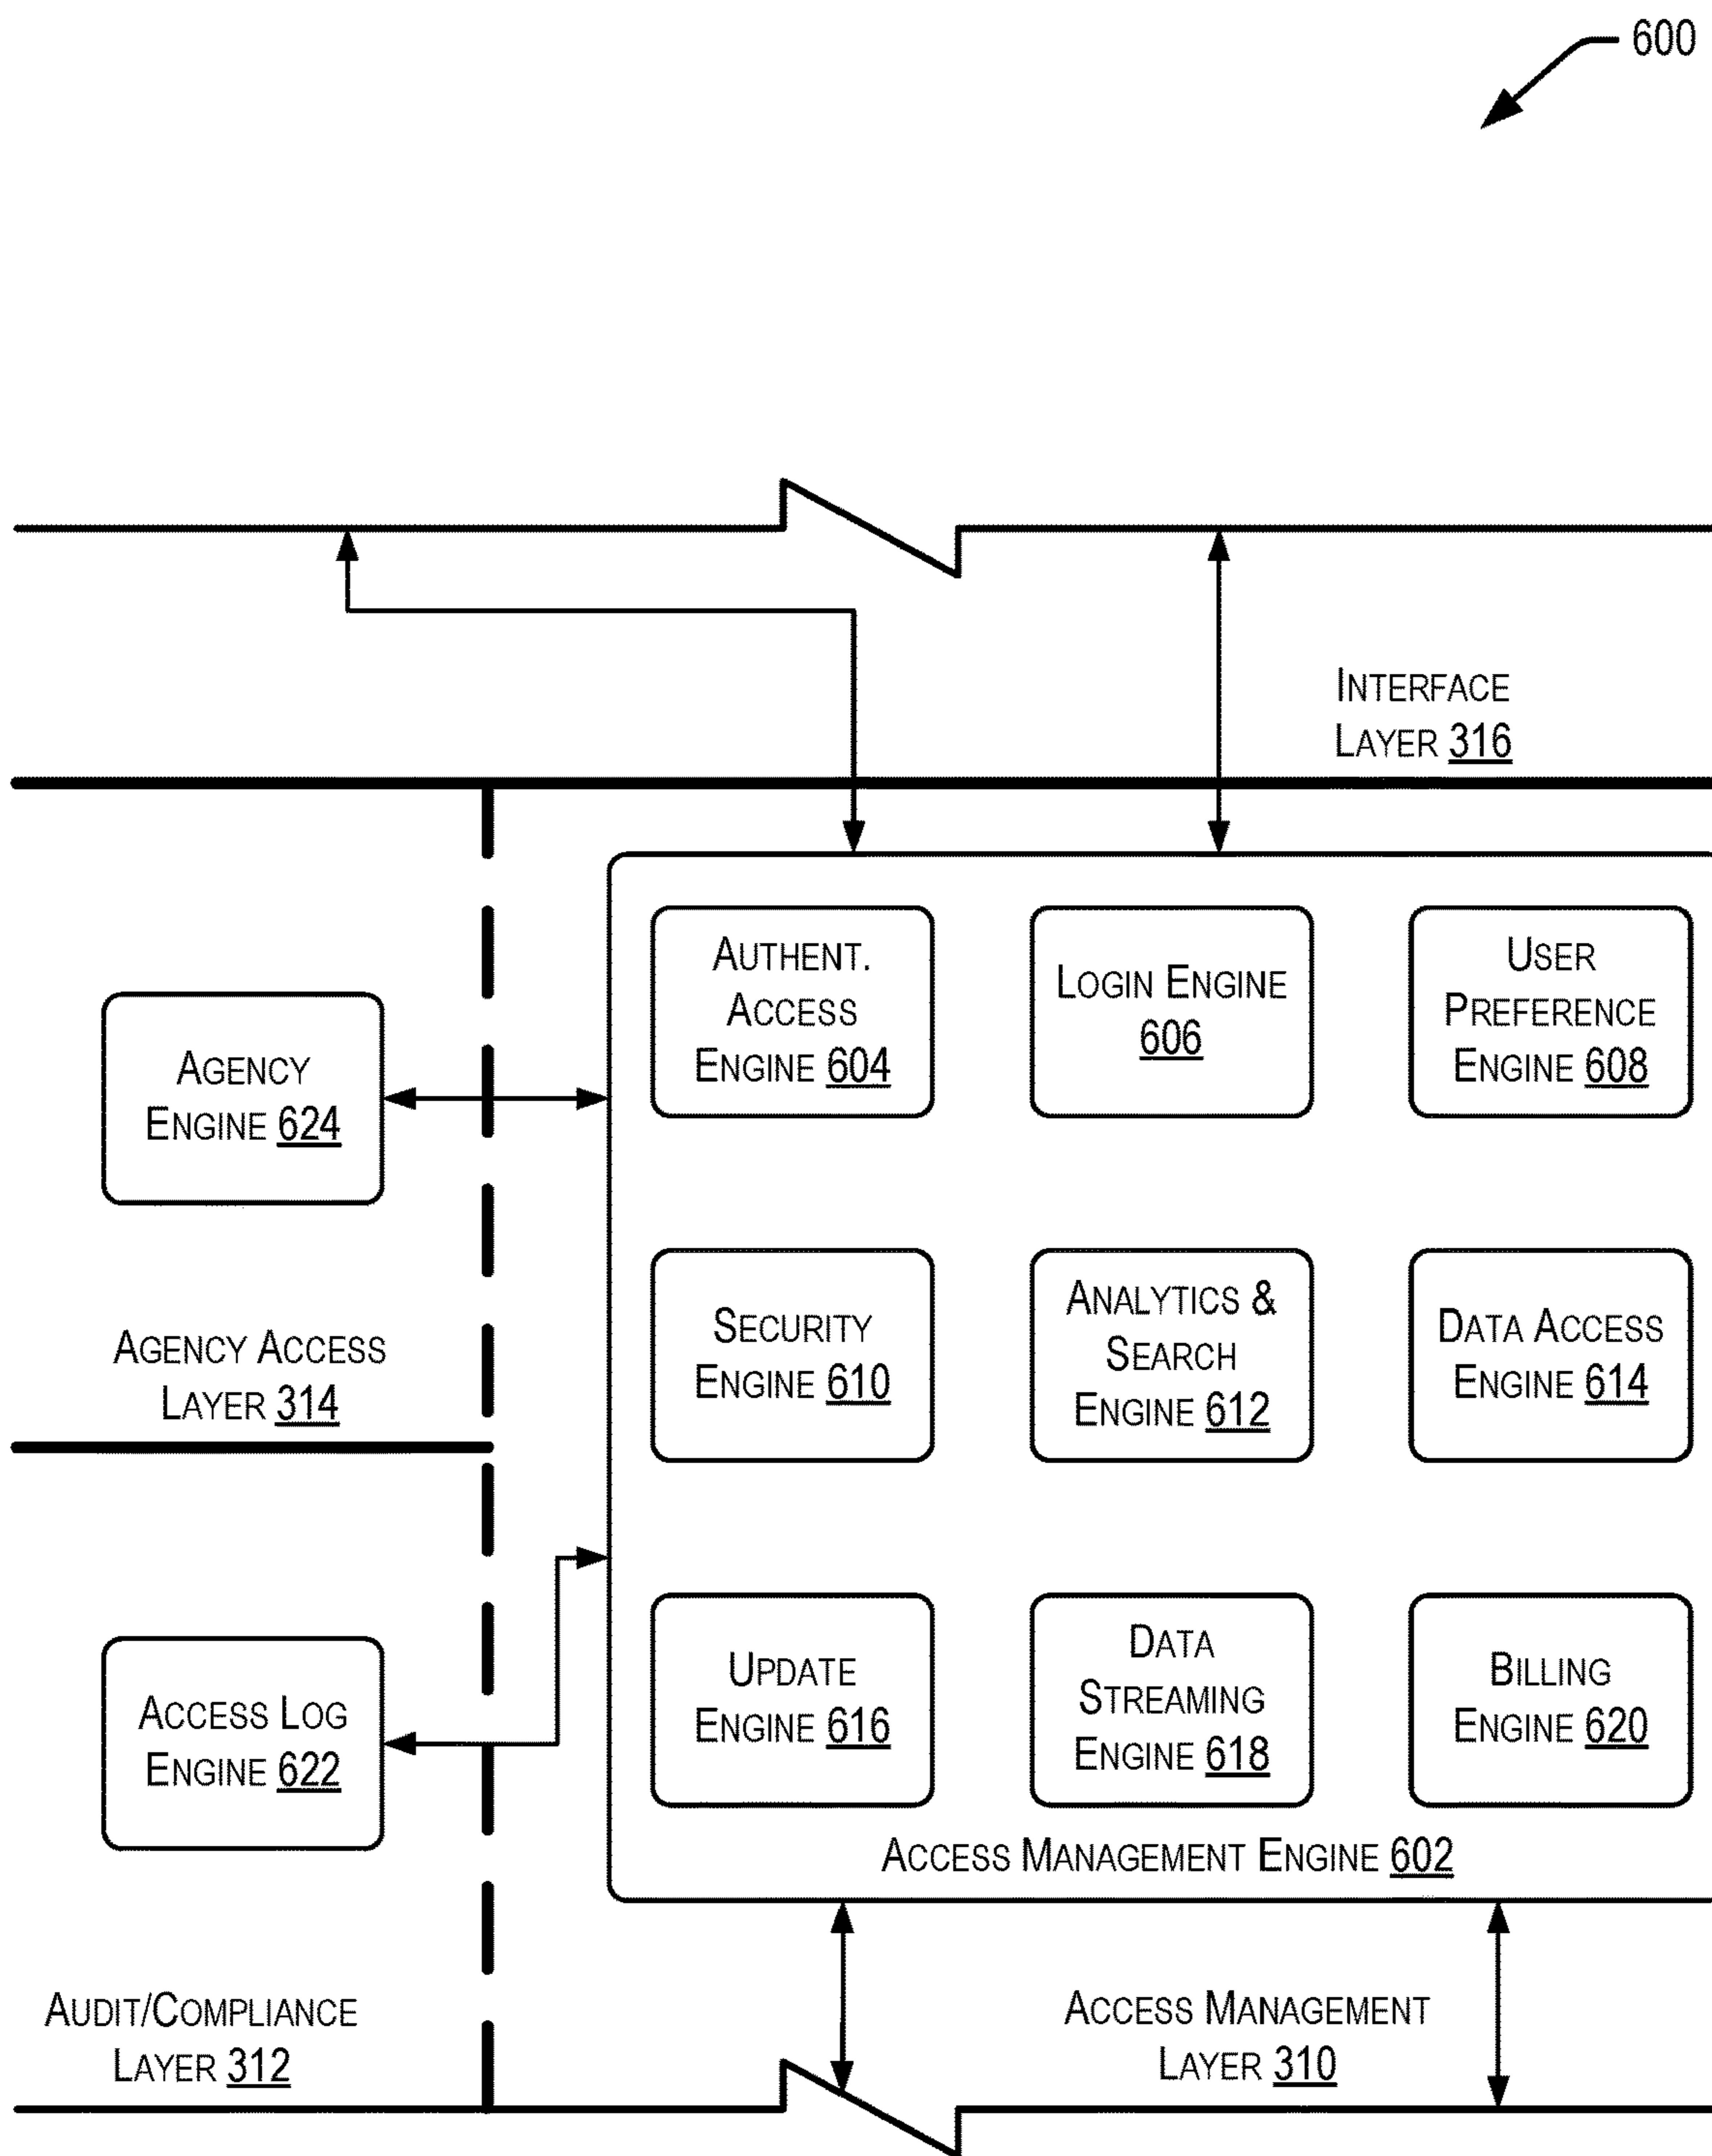 600
INTERFACE
LAYER 316
AUTHENT.
ACCESS
ENGINE 604
LOGIN ENGINE
606
USER
PREFERENCE
ENGINE 608
AGENCY
ENGINE 624
SECURITY
ENGINE 610
ANALYTICS &
SEARCH
ENGINE 612
DATA ACCESS
ENGINE 614
AGENCY ACCESS
LAYER 314
UPDATE
ENGINE 616
DATA
STREAMING
ENGINE 618
BILLING
ENGINE 620
ACCESS LOG
ENGINE 622
ACCESS MANAGEMENT ENGINE 602
AUDIT/COMPLIANCE
LAYER 312
ACCESS MANAGEMENT
LAYER 310